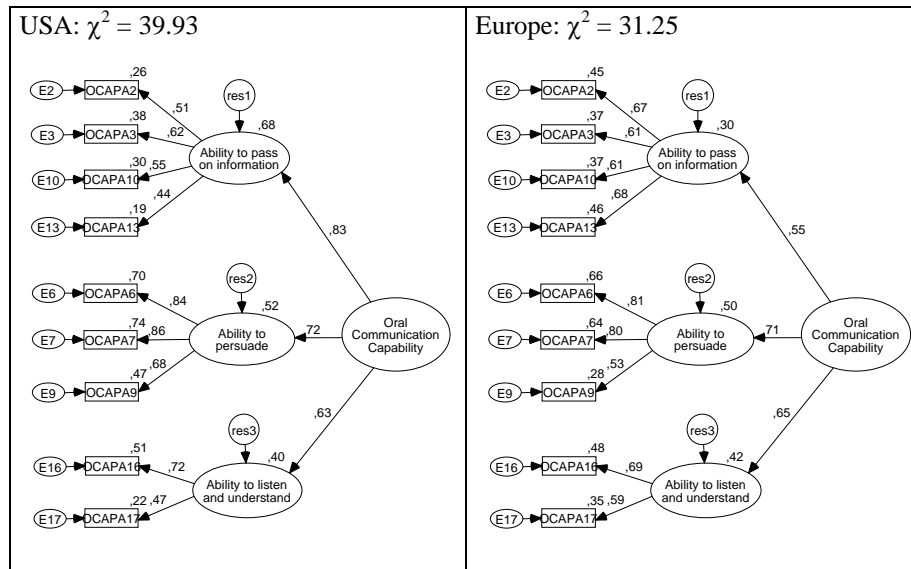 USA: χ² = 39.93
,26
E2
OCAPA2
res1
,51
,38
,68
E3
OCAPA3
,62
Ability to pass
on information
,30
,55
E10
OCAPA10
,44
,19
E13
OCAPA13
,83
,70
res2
E6
OCAPA6
,84
,52
,74
,86
E7
OCAPA7
Ability to
persuade
,72
Oral
Communication
Capability
,68
,47
E9
OCAPA9
,63
res3
,51
,40
E16
OCAPA16
,72
Ability to listen
and understand
,22
,47
E17
OCAPA17
Europe: χ² = 31.25
,45
E2
OCAPA2
res1
,67
,37
,30
E3
OCAPA3
,61
Ability to pass
on information
,37
,61
E10
OCAPA10
,68
,46
E13
OCAPA13
,55
,66
res2
E6
OCAPA6
,81
,50
,64
,80
E7
OCAPA7
Ability to
persuade
,71
Oral
Communication
Capability
,53
,28
E9
OCAPA9
,65
res3
,48
,42
E16
OCAPA16
,69
Ability to listen
and understand
,35
,59
E17
OCAPA17